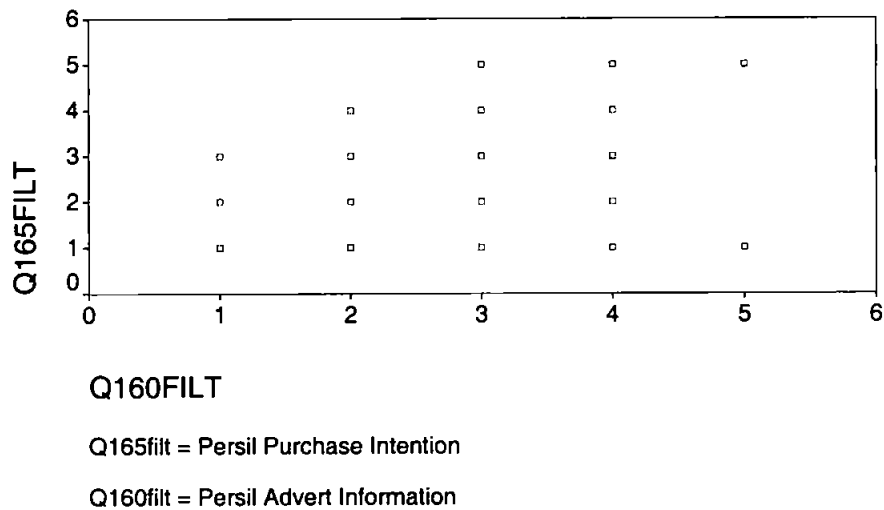 6
5
4
3
2
1
0
Q165FILT
0 1 2 3 4 5 6
Q160FILT
Q165filt = Persil Purchase Intention
Q160filt = Persil Advert Information